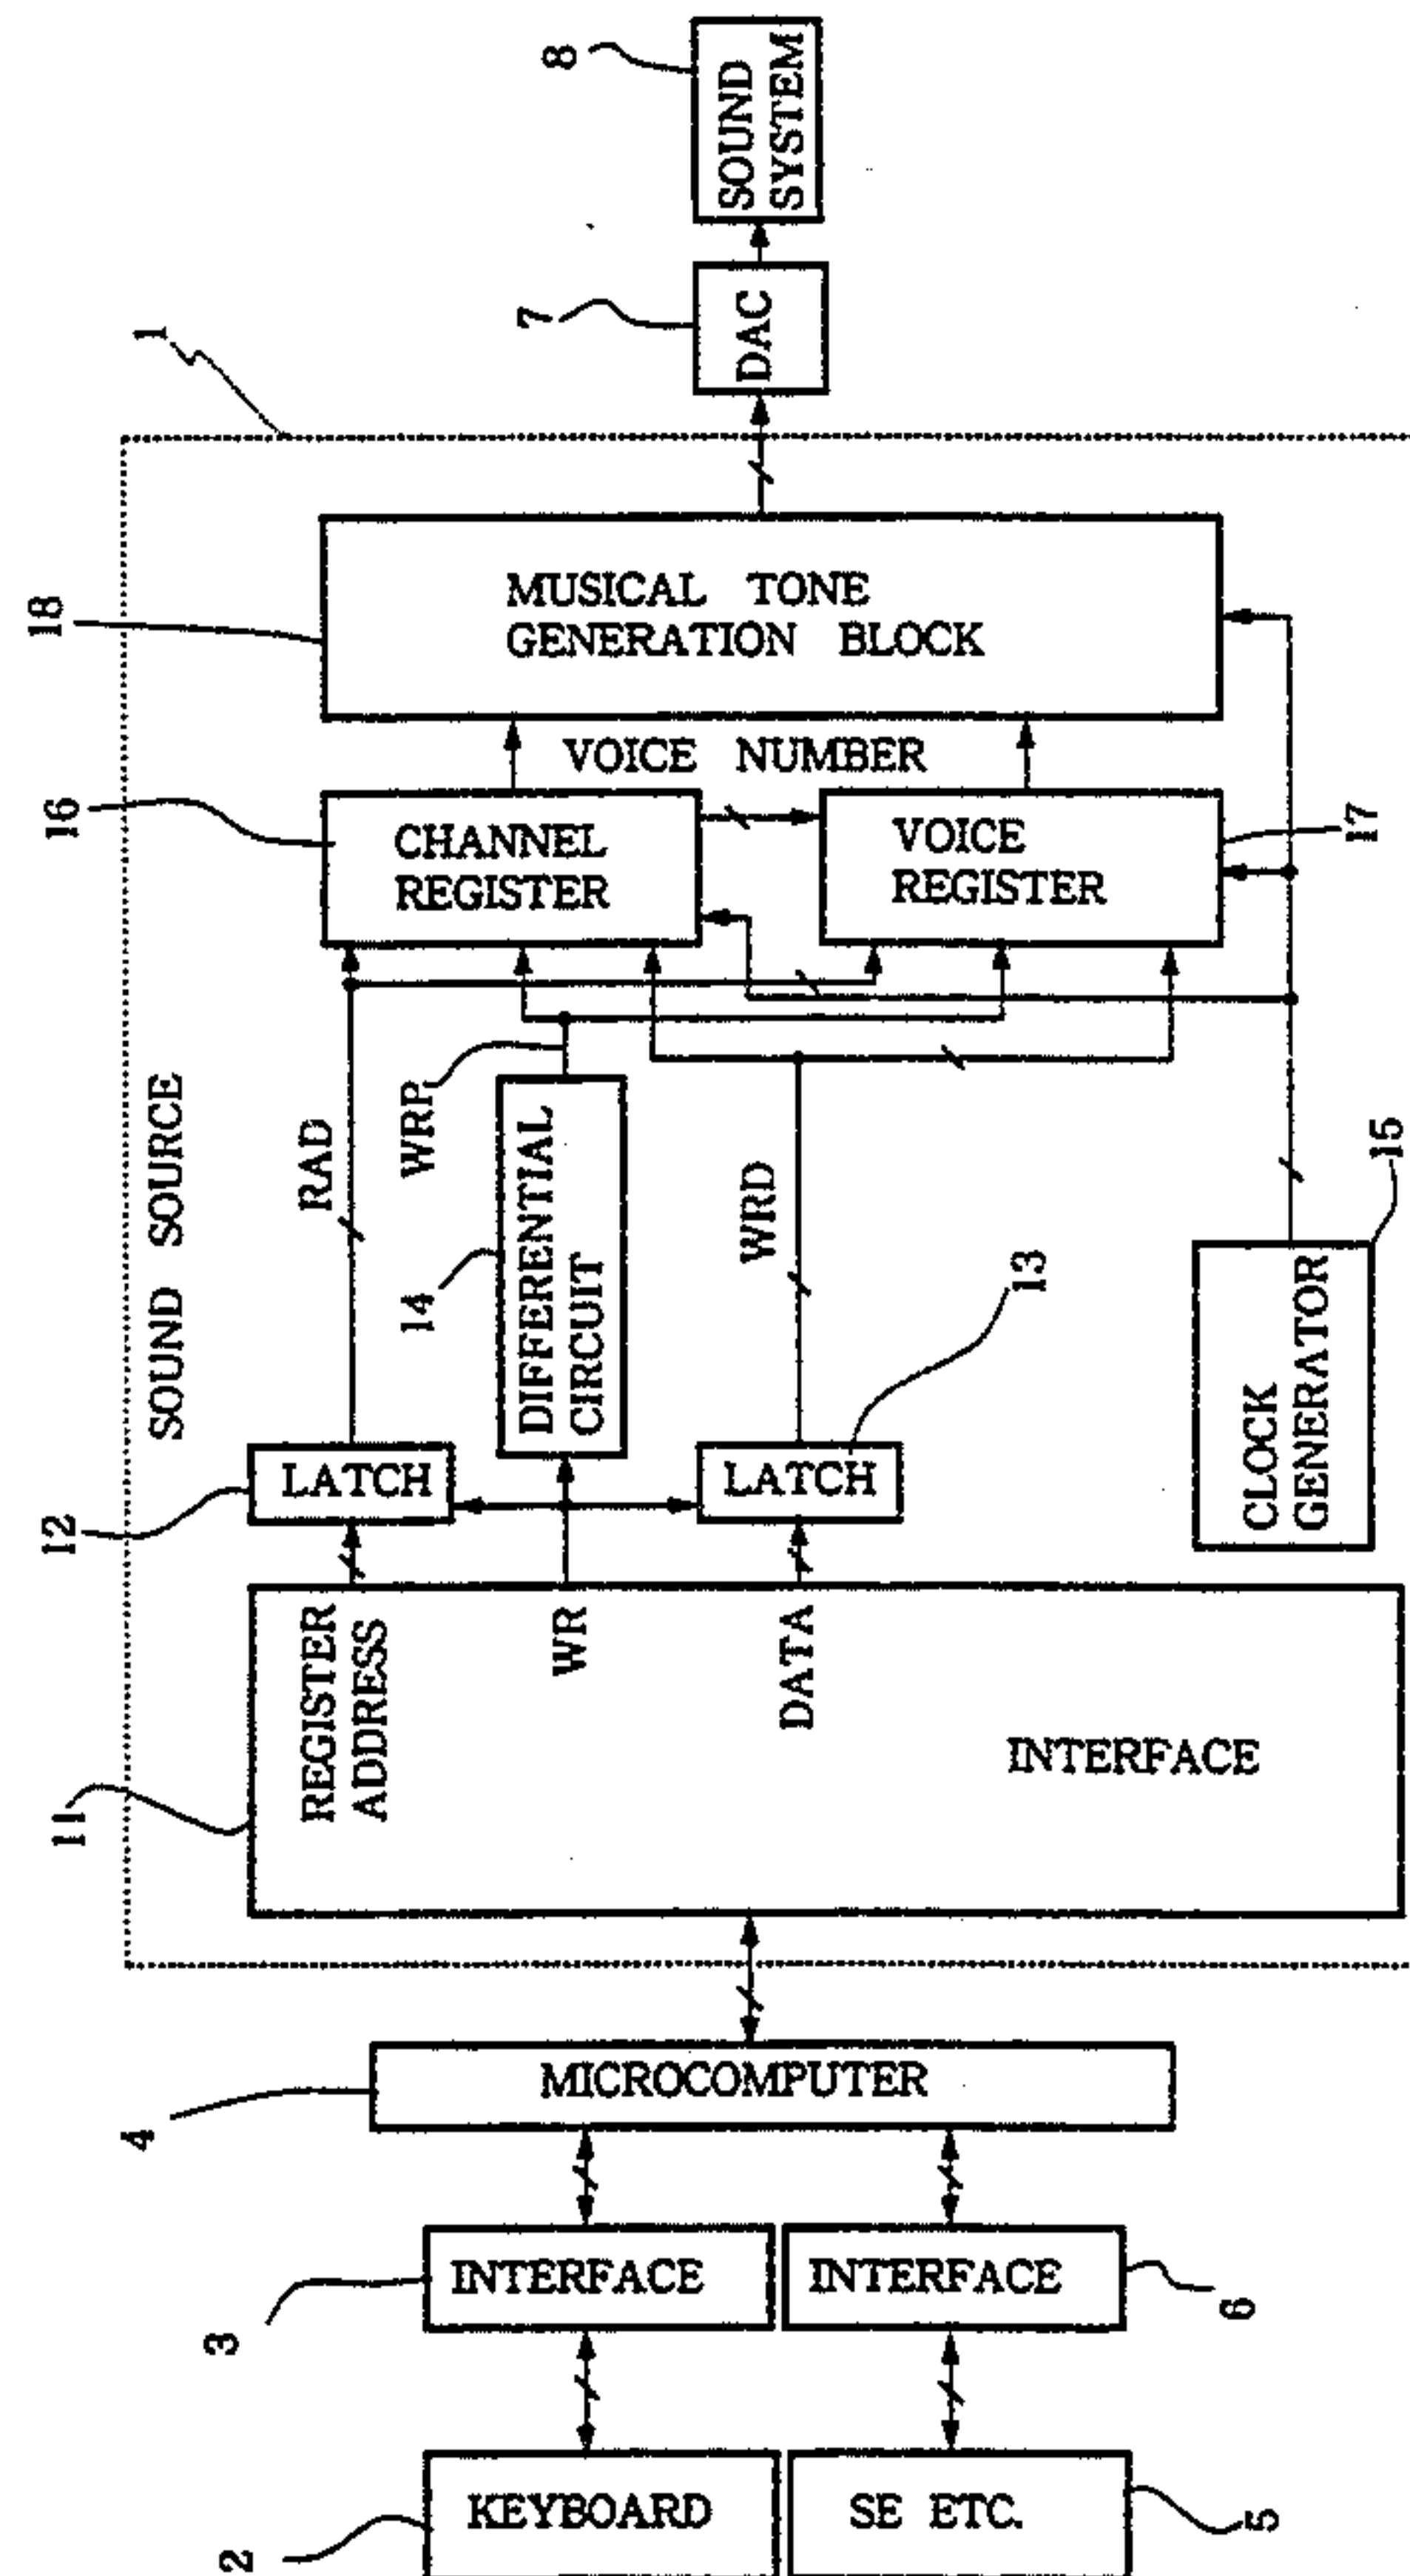 8
SOUND
SYSTEM
7
DAC
1
18
MUSICAL TONE
GENERATION BLOCK
VOICE NUMBER
16
CHANNEL
REGISTER
VOICE
REGISTER
17
SOUND SOURCE
RAD
WRP
14
DIFFERENTIAL
CIRCUIT
WRD
13
15
CLOCK
GENERATOR
12
LATCH
LATCH
11
REGISTER
ADDRESS
WR
DATA
INTERFACE
4
MICROCOMPUTER
3
INTERFACE
INTERFACE
6
2
KEYBOARD
SE ETC.
5